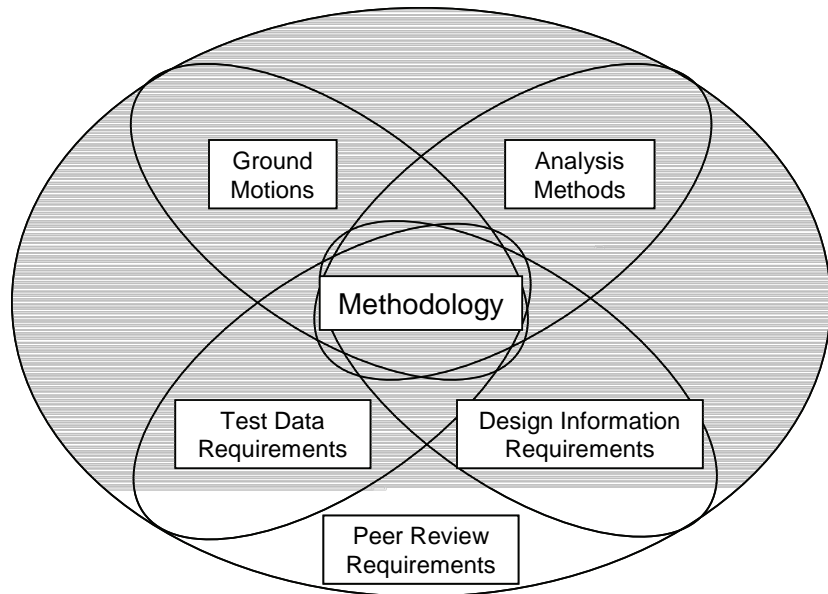 Ground
Motions
Analysis
Methods
Methodology
Test Data
Requirements
Design Information
Requirements
Peer Review
Requirements